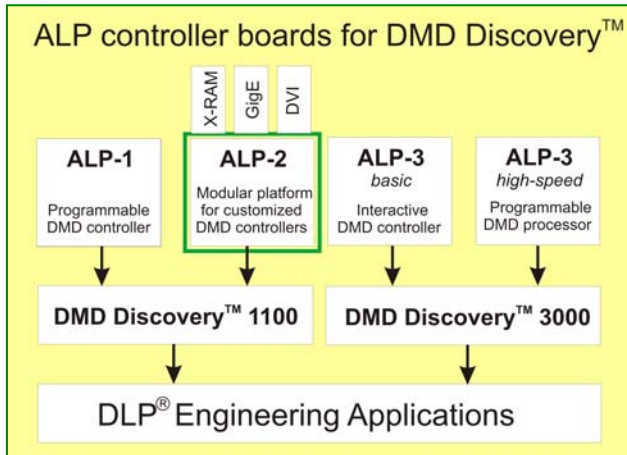 ALP controller boards for DMD Discovery™
X-RAM
GigE
DVI
ALP-1
Programmable
DMD controller
ALP-2
Modular platform
for customized
DMD controllers
ALP-3
basic
Interactive
DMD controller
ALP-3
high-speed
Programmable
DMD processor
DMD Discovery™ 1100
DMD Discovery™ 3000
DLP® Engineering Applications